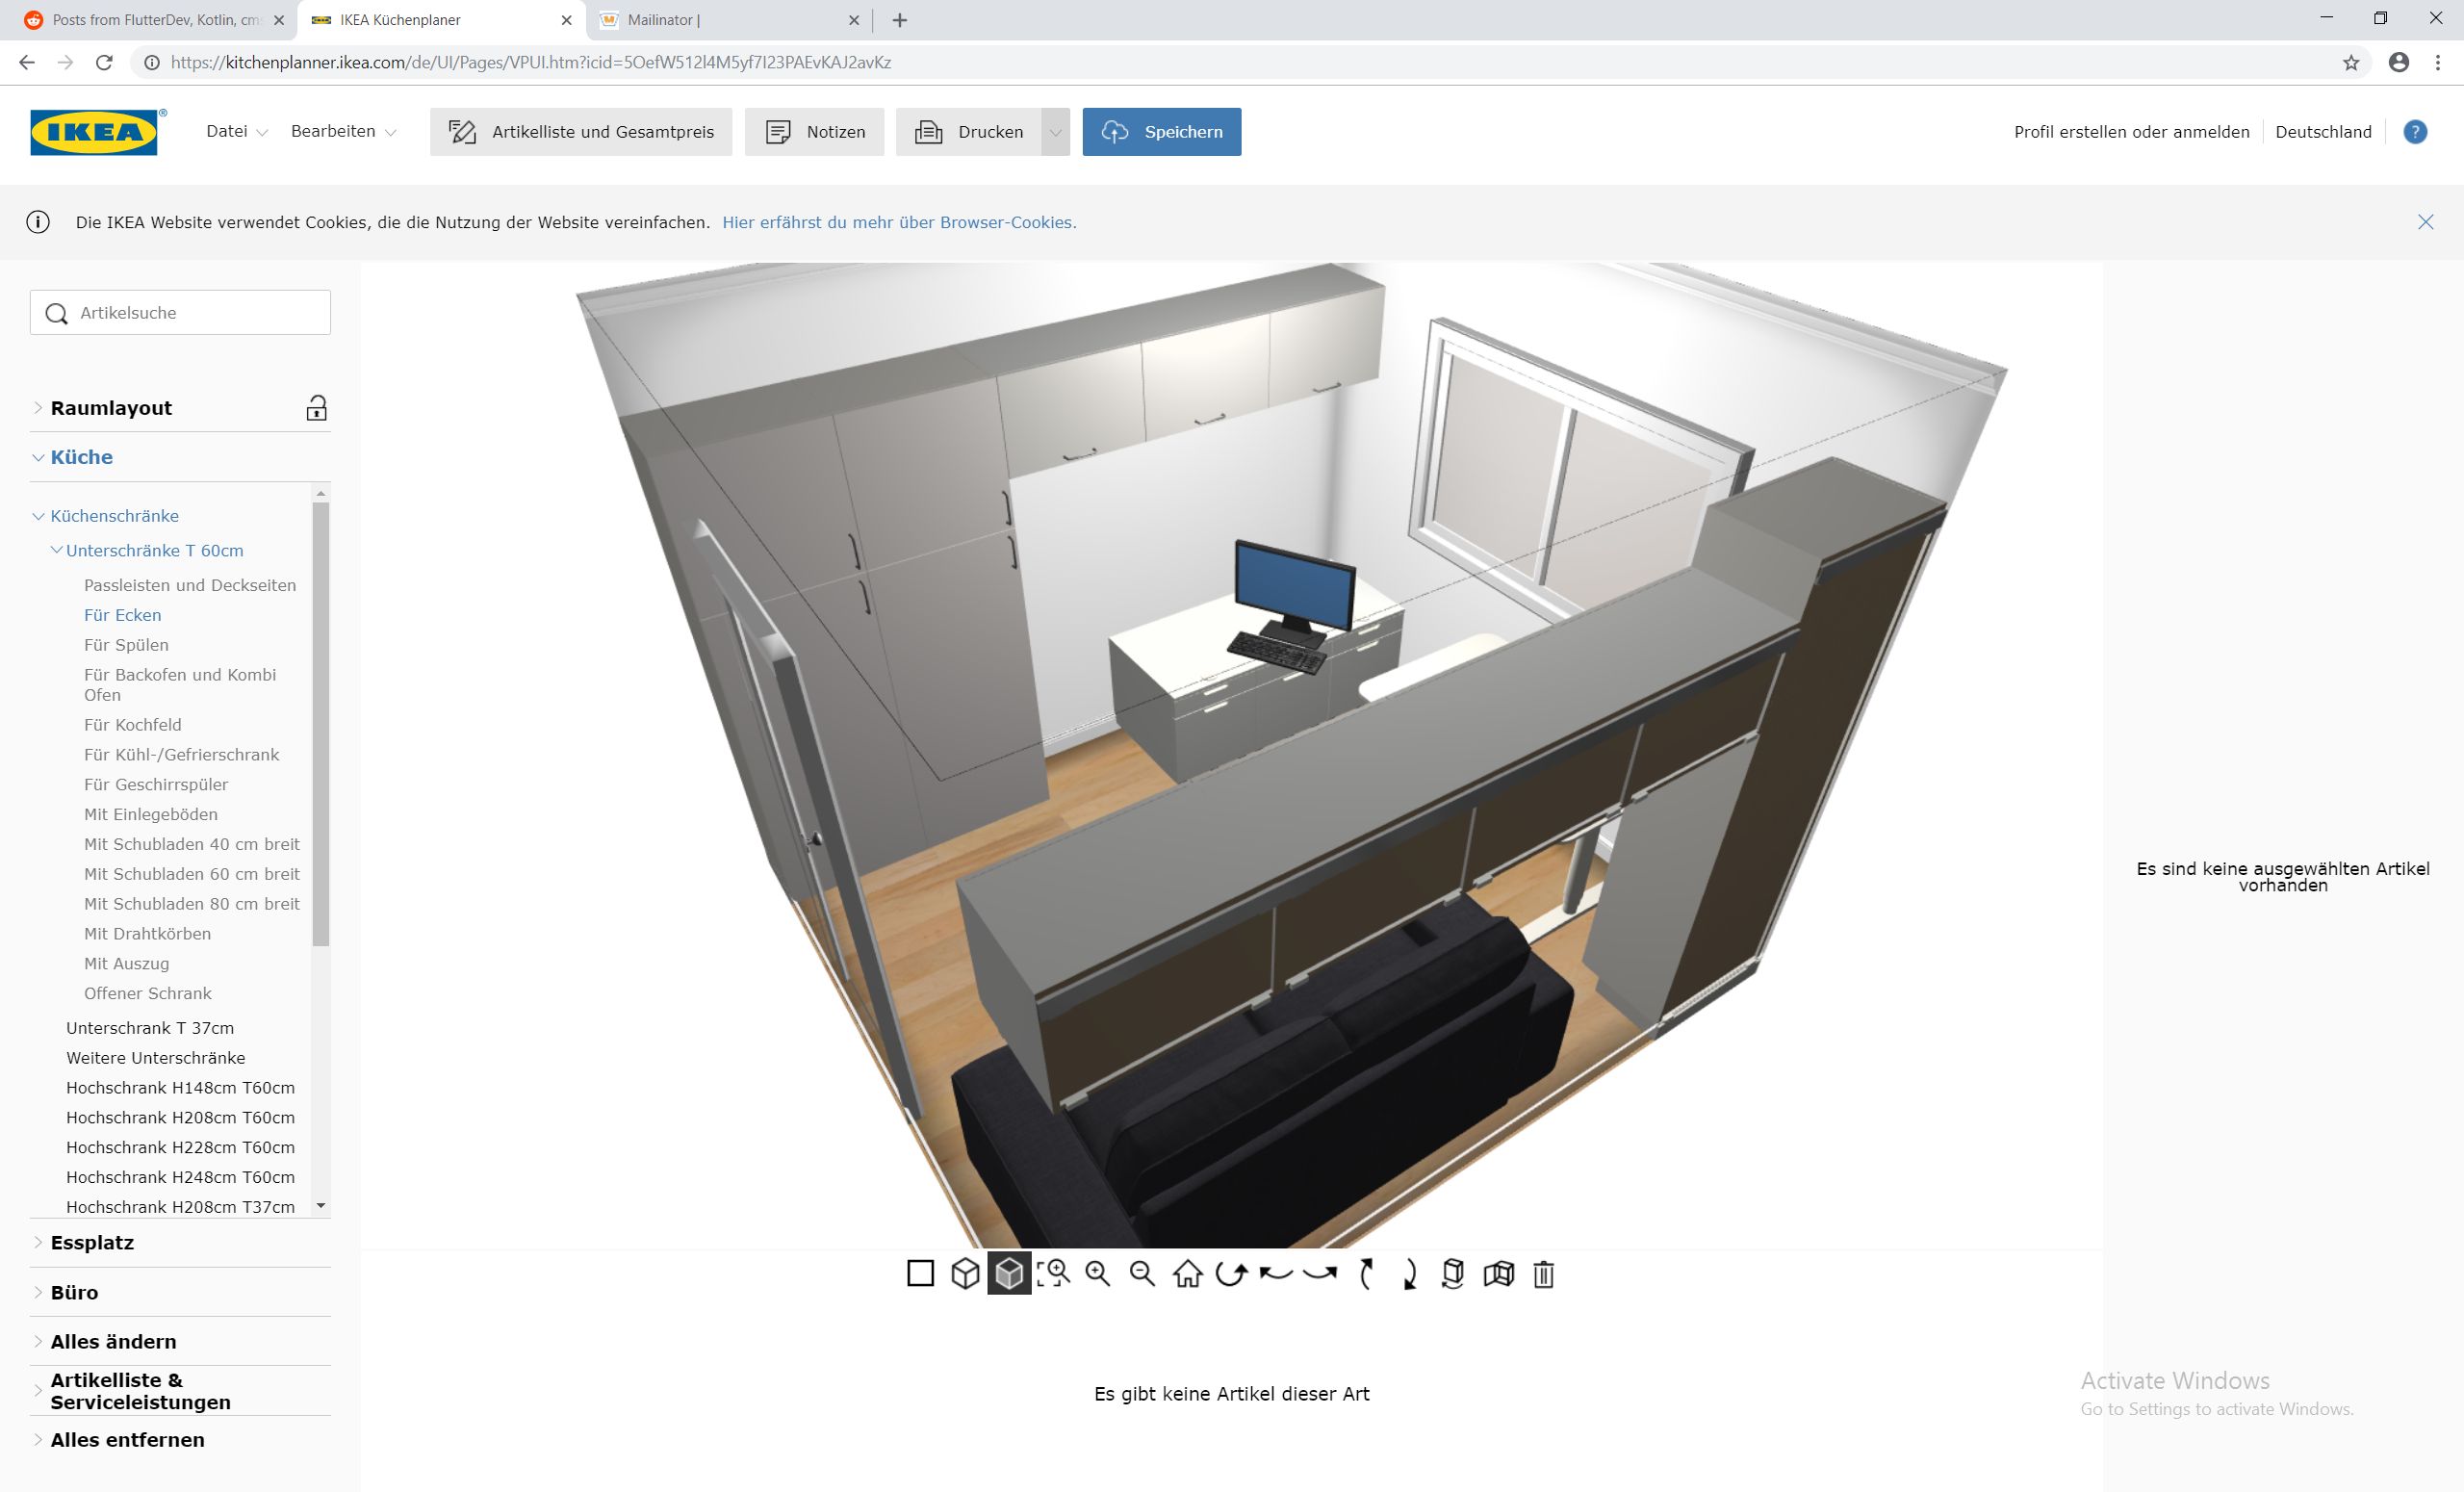 Posts from FlutterDev, Kotlin, cm
IKEA Küchenplaner
Mailinator |
https://kitchenplanner.ikea.com/de/UI/Pages/VPUI.htm?icid=5OefW512l4M5yf7I23PAEvKAJ2avKz
IKEA ®
Datei
Bearbeiten
Artikelliste und Gesamtpreis
Notizen
Drucken
Speichern
Profil erstellen oder anmelden
Deutschland
?
Die IKEA Website verwendet Cookies, die die Nutzung der Website vereinfachen. Hier erfährst du mehr über Browser-Cookies.
Artikelsuche
Raumlayout
Küche
Küchenschränke
Unterschränke T 60cm
Passleisten und Deckseiten
Für Ecken
Für Spülen
Für Backofen und Kombi
Ofen
Für Kochfeld
Für Kühl-/Gefrierschrank
Für Geschirrspüler
Mit Einlegeböden
Mit Schubladen 40 cm breit
Mit Schubladen 60 cm breit
Mit Schubladen 80 cm breit
Mit Drahtkörben
Mit Auszug
Offener Schrank
Unterschrank T 37cm
Weitere Unterschränke
Hochschrank H148cm T60cm
Hochschrank H208cm T60cm
Hochschrank H228cm T60cm
Hochschrank H248cm T60cm
Hochschrank H208cm T37cm
Essplatz
Büro
Alles ändern
Artikelliste &
Serviceleistungen
Alles entfernen
Es sind keine ausgewählten Artikel
vorhanden
Es gibt keine Artikel dieser Art
Activate Windows
Go to Settings to activate Windows.